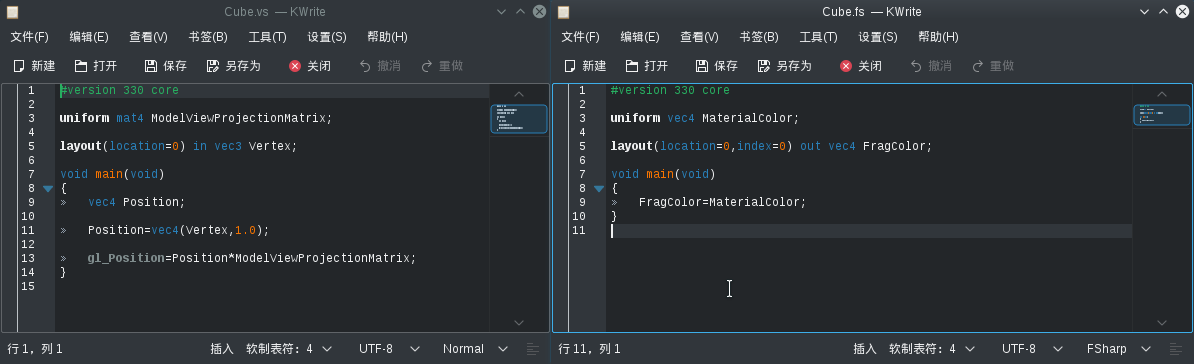 Cube.vs — KWrite
文件(F) 编辑(E) 查看(V) 书签(B) 工具(T) 设置(S) 帮助(H)
新建 打开 保存 另存为 关闭 撤消 重做
1 #version 330 core
2
3 uniform mat4 ModelViewProjectionMatrix;
4
5 layout(location=0) in vec3 Vertex;
6
7 void main(void)
8 {
9 » vec4 Position;
10
11 » Position=vec4(Vertex,1.0);
12
13 » gl_Position=Position*ModelViewProjectionMatrix;
14 }
15
行 1，列 1 插入 软制表符：4 UTF-8 Normal
Cube.fs — KWrite
文件(F) 编辑(E) 查看(V) 书签(B) 工具(T) 设置(S) 帮助(H)
新建 打开 保存 另存为 关闭 撤消 重做
1 #version 330 core
2
3 uniform vec4 MaterialColor;
4
5 layout(location=0,index=0) out vec4 FragColor;
6
7 void main(void)
8 {
9 » FragColor=MaterialColor;
10 }
11
行 11，列 1 插入 软制表符：4 UTF-8 FSharp